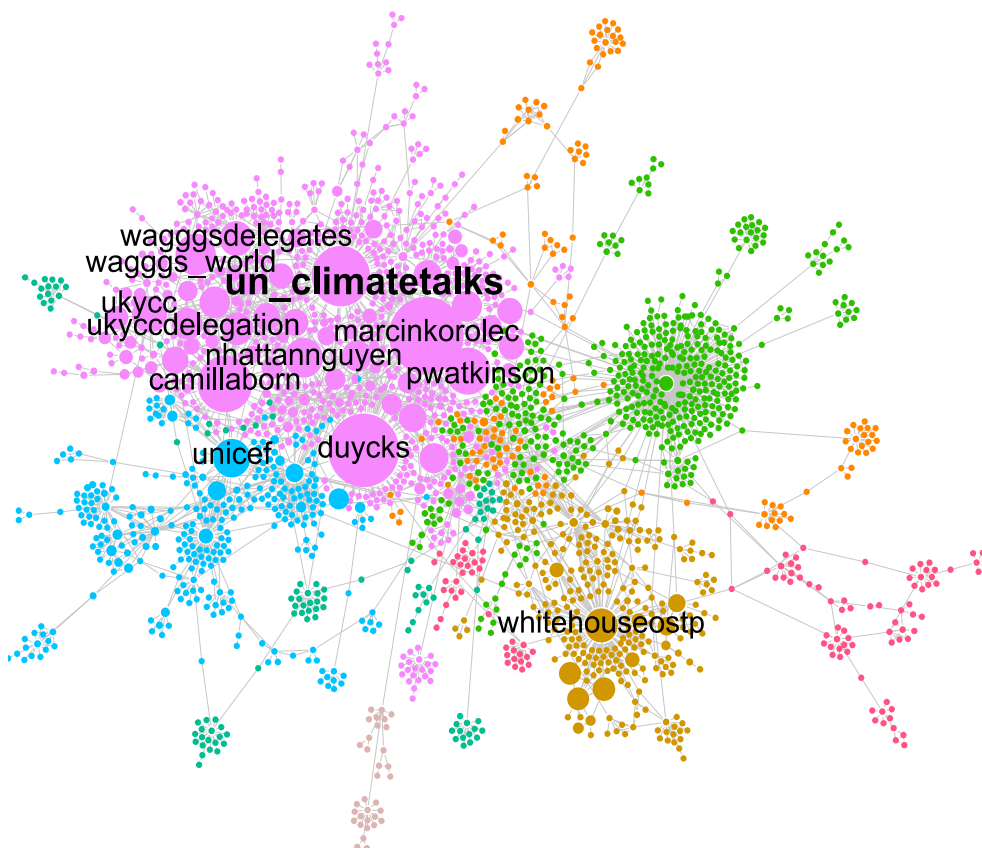 wagggsdelegates
wagggs_world
un_climatetalks
ukycc
ukyccdelegation
marcinkorolec
nhattannguyen
camillaborn
pwatkinson
unicef
duycks
whitehouseostp